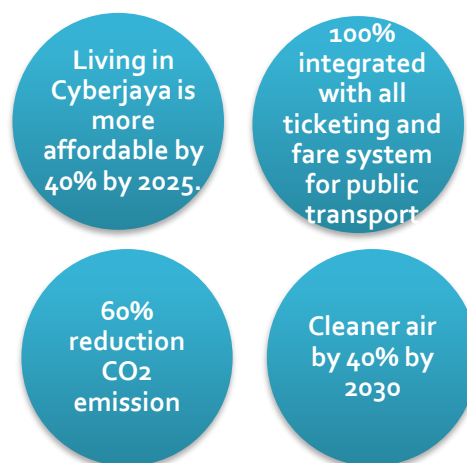 Living in
Cyberjaya is
more
affordable by
40% by 2025.
100%
integrated
with all
ticketing and
fare system
for public
transport
60%
reduction
CO2
emission
Cleaner air
by 40% by
2030